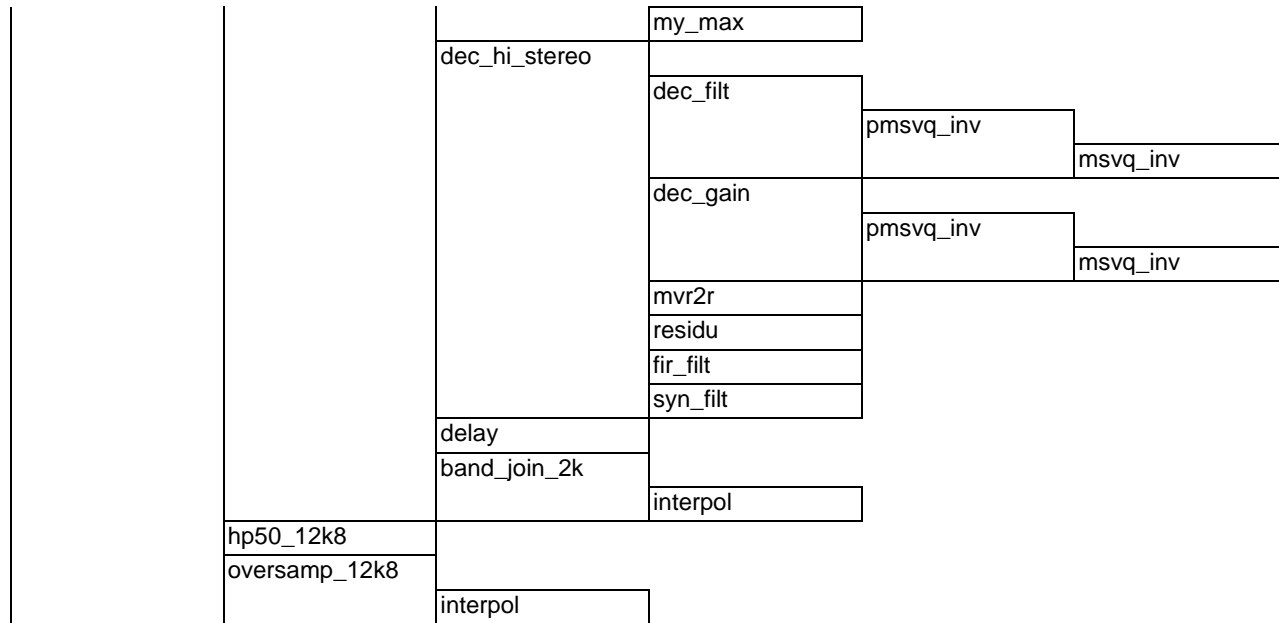 my_max
dec_hi_stereo
dec_filt
pmsvq_inv
msvq_inv
dec_gain
pmsvq_inv
msvq_inv
mvr2r
residu
fir_filt
syn_filt
delay
band_join_2k
interpol
hp50_12k8
oversamp_12k8
interpol